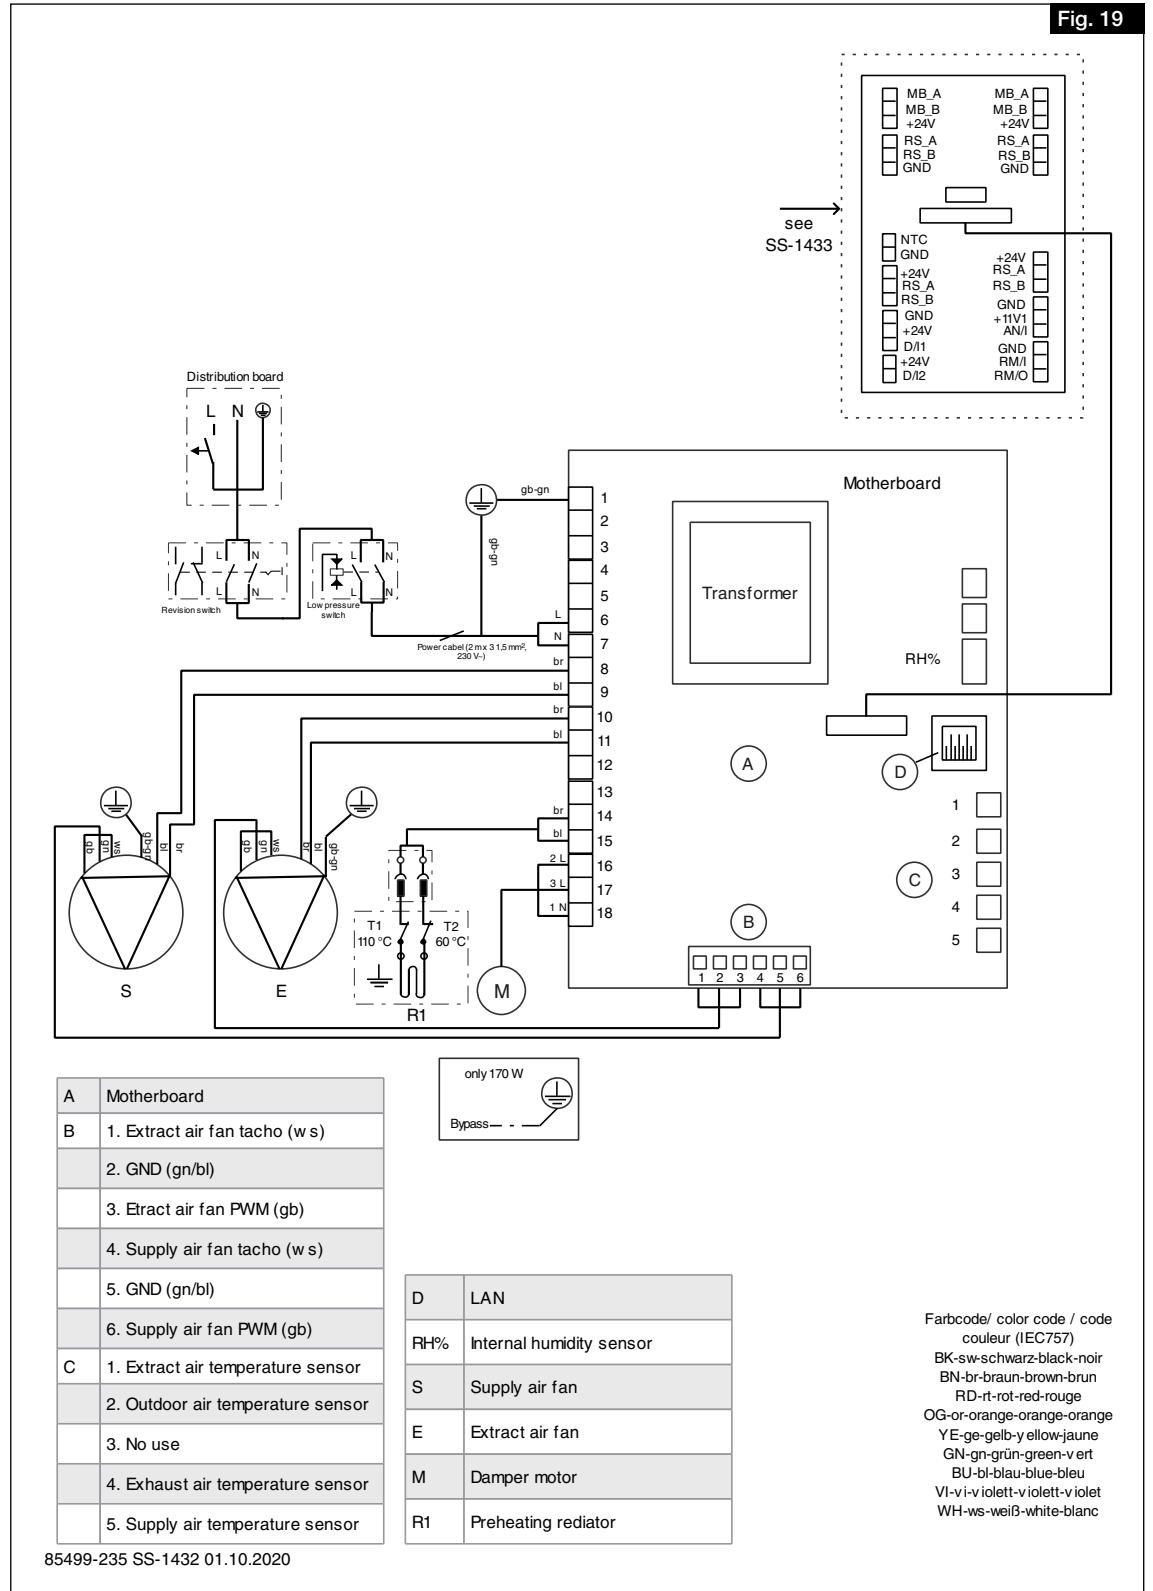 Fig. 19
MB_A
MB_B
+24V
RS_A
RS_B
GND
MB_A
MB_B
+24V
RS_A
RS_B
GND
see
SS-1433
NTC
GND
+24V
RS_A
RS_B
GND
+24V
D/I1
+24V
D/I2
+24V
RS_A
RS_B
GND
+11V1
AN/I
GND
RM/I
RM/O
Distribution board
L N
L N
L N
Revision switch
L N
L N
Low pressure
switch
gb-gn
gb-gn
L
N
Power cabel (2 m x 3 1,5 mm²,
230 V~)
br
bl
br
bl
br
bl
2 L
3 L
1 N
1
2
3
4
5
6
7
8
9
10
11
12
13
14
15
16
17
18
Motherboard
Transformer
RH%
A
D
C
1
2
3
4
5
B
1 2 3 4 5 6
gb gn ws gb-gn bl br
S
gb gn ws br bl gb-gn
E
T1
110 °C
T2
60 °C
R1
M
only 170 W
Bypass
A Motherboard
B 1. Extract air fan tacho (w s)
2. GND (gn/bl)
3. Etract air fan PWM (gb)
4. Supply air fan tacho (w s)
5. GND (gn/bl)
6. Supply air fan PWM (gb)
C 1. Extract air temperature sensor
2. Outdoor air temperature sensor
3. No use
4. Exhaust air temperature sensor
5. Supply air temperature sensor
D LAN
RH% Internal humidity sensor
S Supply air fan
E Extract air fan
M Damper motor
R1 Preheating rediator
Farbcode/ color code / code
couleur (IEC757)
BK-sw-schwarz-black-noir
BN-br-braun-brown-brun
RD-rt-rot-red-rouge
OG-or-orange-orange-orange
YE-ge-gelb-y ellow-jaune
GN-gn-grün-green-v ert
BU-bl-blau-blue-bleu
VI-v i-v iolett-v iolett-v iolet
WH-ws-weiß-white-blanc
85499-235 SS-1432 01.10.2020